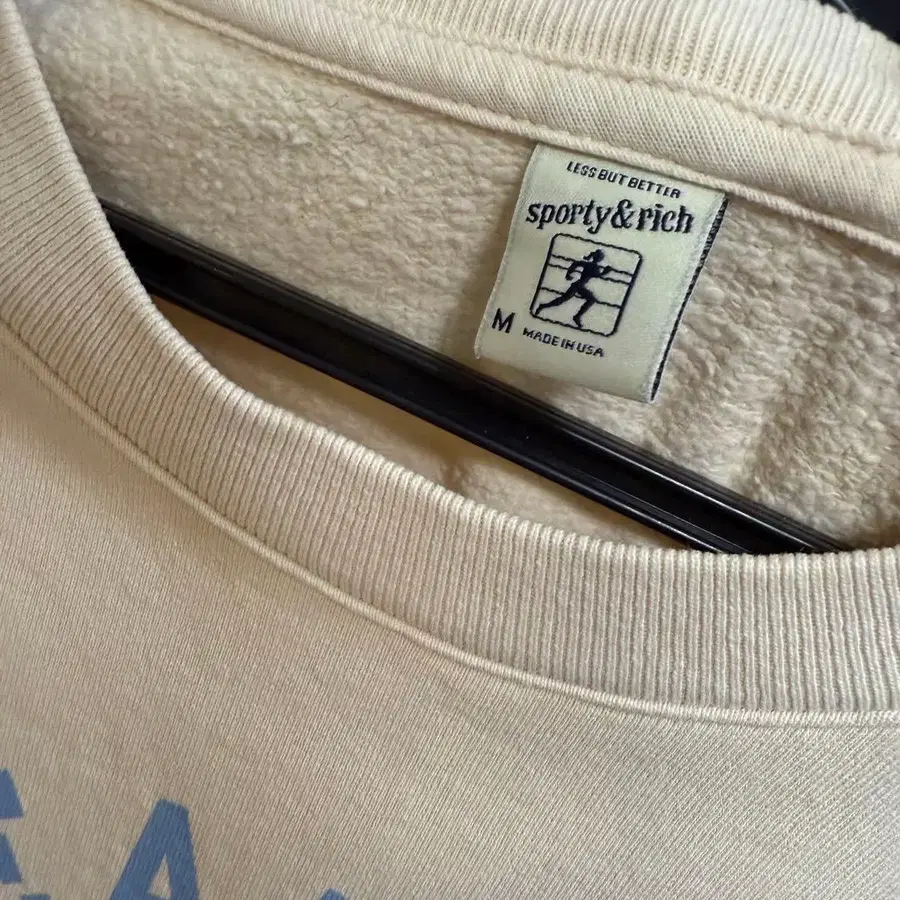 LESS BUT BETTER
sporty&rich
M
MADE IN USA